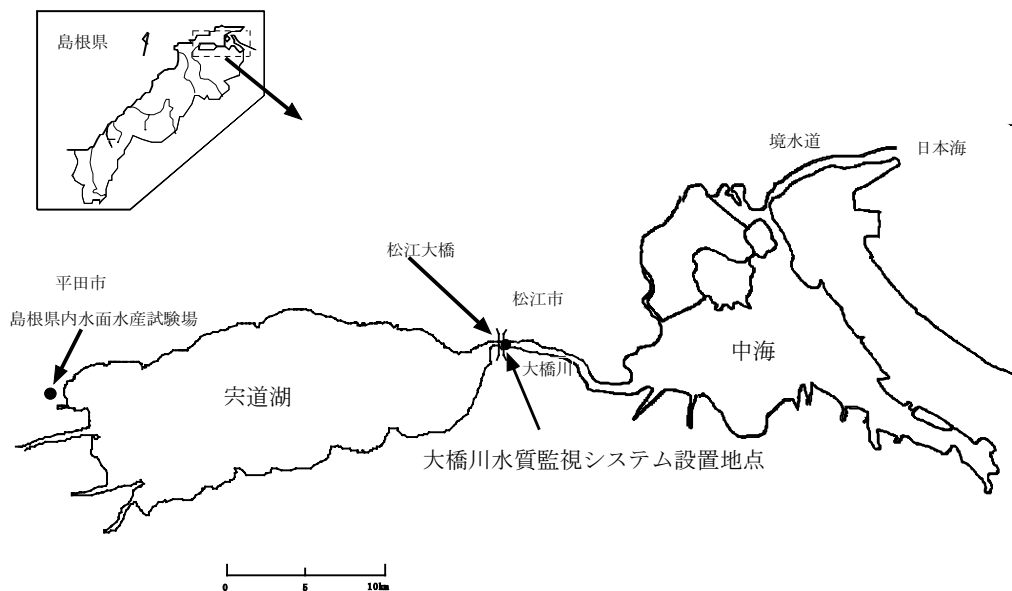 島根県
境水道
日本海
松江大橋
平田市
松江市
島根県内水面水産試験場
中海
大橋川
宍道湖
大橋川水質監視システム設置地点
0 5 10km